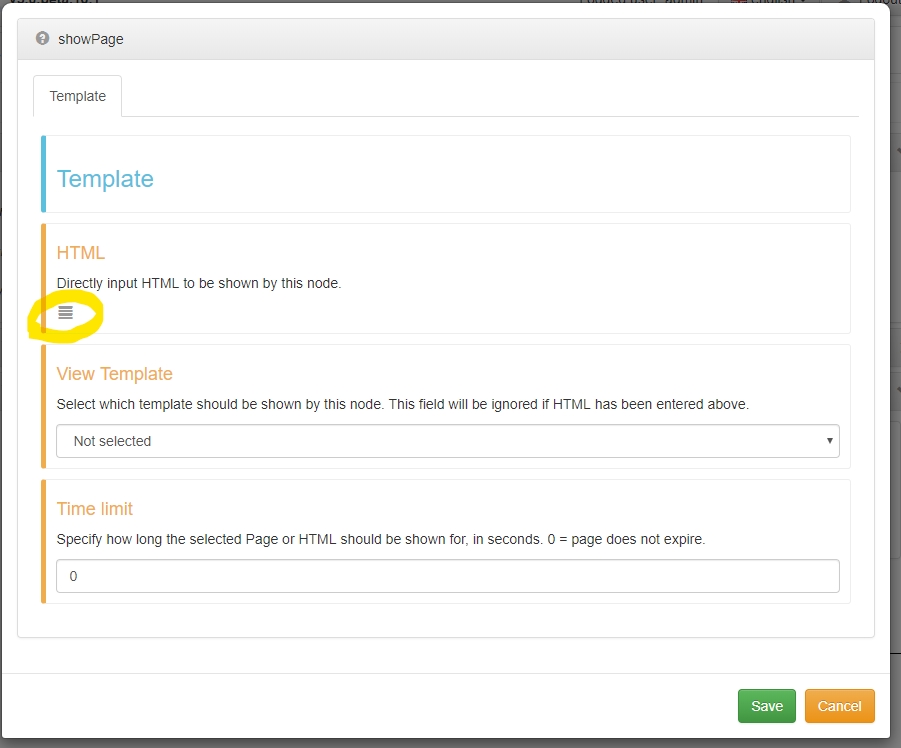 showPage
Template
Template
HTML
Directly input HTML to be shown by this node.
View Template
Select which template should be shown by this node. This field will be ignored if HTML has been entered above.
Not selected
Time limit
Specify how long the selected Page or HTML should be shown for, in seconds. 0 = page does not expire.
0
Save Cancel